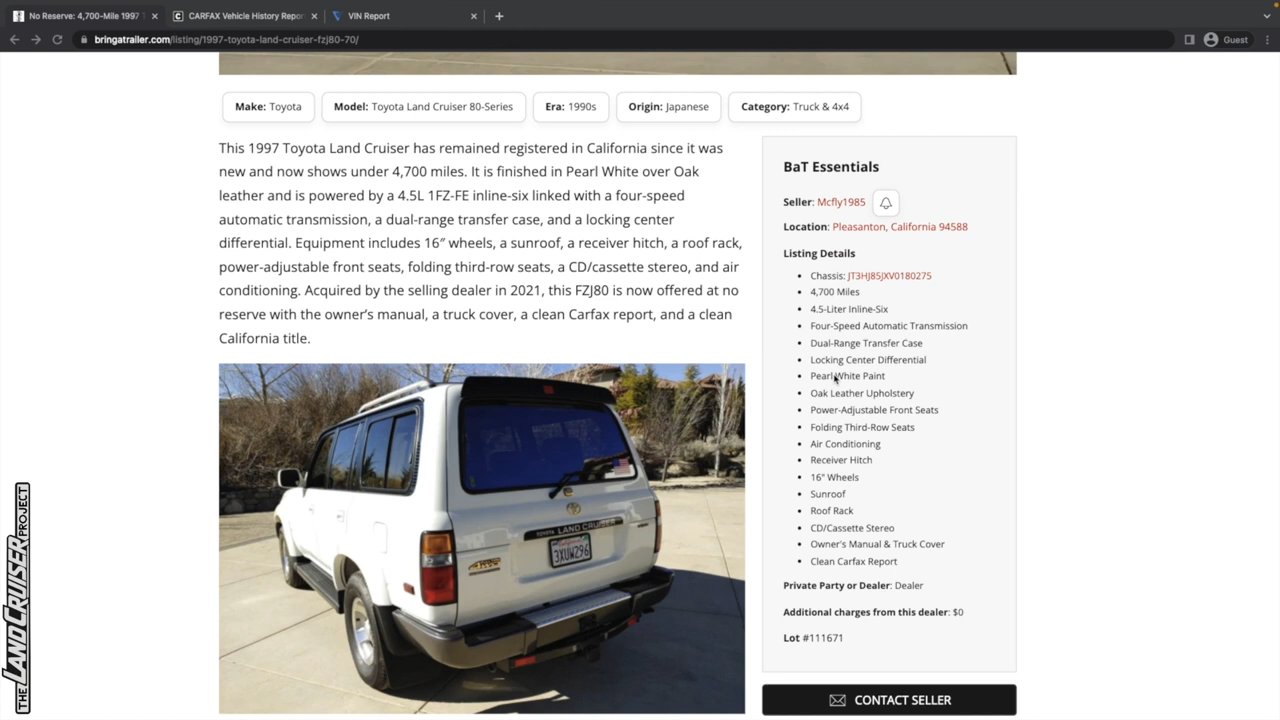 No Reserve: 4,700-Mile 1997 T
CARFAX Vehicle History Repor
VIN Report
bringatrailer.com/listing/1997-toyota-land-cruiser-fzj80-70/
Guest
Make: Toyota
Model: Toyota Land Cruiser 80-Series
Era: 1990s
Origin: Japanese
Category: Truck & 4x4
This 1997 Toyota Land Cruiser has remained registered in California since it was
new and now shows under 4,700 miles. It is finished in Pearl White over Oak
leather and is powered by a 4.5L 1FZ-FE inline-six linked with a four-speed
automatic transmission, a dual-range transfer case, and a locking center
differential. Equipment includes 16″ wheels, a sunroof, a receiver hitch, a roof rack,
power-adjustable front seats, folding third-row seats, a CD/cassette stereo, and air
conditioning. Acquired by the selling dealer in 2021, this FZJ80 is now offered at no
reserve with the owner's manual, a truck cover, a clean Carfax report, and a clean
California title.
BaT Essentials
Seller: Mcfly1985
Location: Pleasanton, California 94588
Listing Details
Chassis: JT3HJ85JXV0180275
4,700 Miles
4.5-Liter Inline-Six
Four-Speed Automatic Transmission
Dual-Range Transfer Case
Locking Center Differential
Pearl White Paint
Oak Leather Upholstery
Power-Adjustable Front Seats
Folding Third-Row Seats
Air Conditioning
Receiver Hitch
16" Wheels
Sunroof
Roof Rack
CD/Cassette Stereo
Owner's Manual & Truck Cover
Clean Carfax Report
Private Party or Dealer: Dealer
Additional charges from this dealer: $0
Lot #111671
CONTACT SELLER
TOYOTA LAND CRUISER
California
3XUW296
THE LAND CRUISER PROJECT